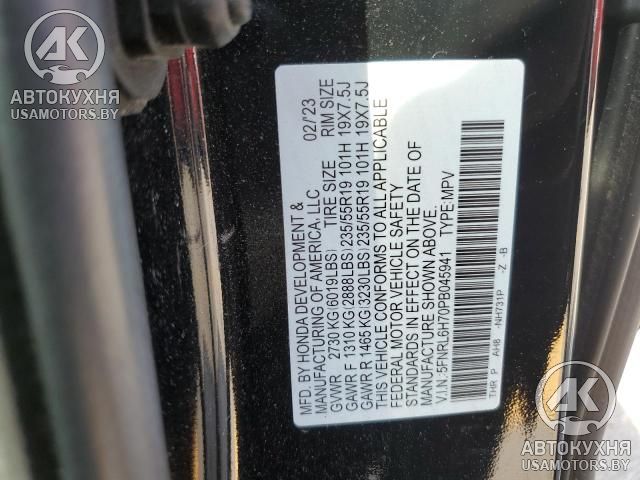 AK
АВТОКУХНЯ
USAMOTORS.BY
MFD. BY HONDA DEVELOPMENT & 02/'23
MANUFACTURING OF AMERICA, LLC
GVWR 2730 KG(6019LBS) TIRE SIZE RIM SIZE
GAWR F 1310 KG(2888LBS)235/55R19 101H 19X7.5J
GAWR R 1465 KG(3230LBS)235/55R19 101H 19X7.5J
THIS VEHICLE CONFORMS TO ALL APPLICABLE
FEDERAL MOTOR VEHICLE SAFETY
STANDARDS IN EFFECT ON THE DATE OF
MANUFACTURE SHOWN ABOVE.
V.I.N.:5FNRL6H70PB045941 TYPE:MPV
THR P AH8 -NH731P -Z -B
AK
АВТОКУХНЯ
USAMOTORS.BY